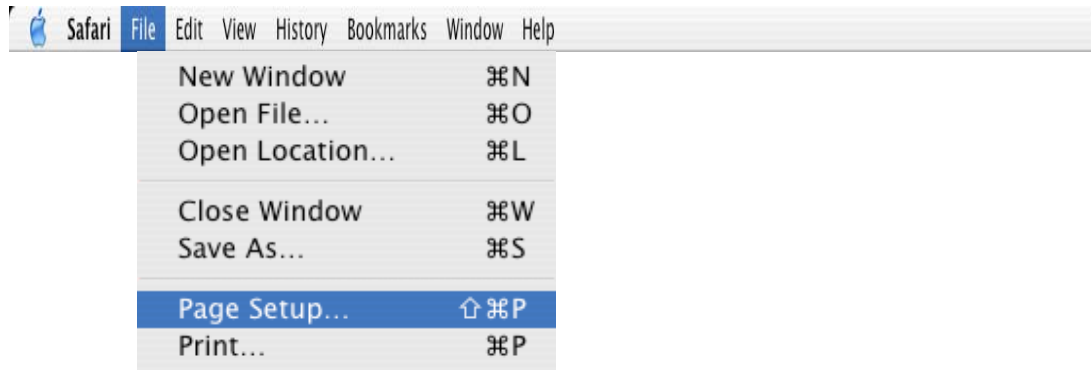 Safari File Edit View History Bookmarks Window Help
New Window ⌘N
Open File... ⌘O
Open Location... ⌘L
Close Window ⌘W
Save As... ⌘S
Page Setup... ⇧⌘P
Print... ⌘P